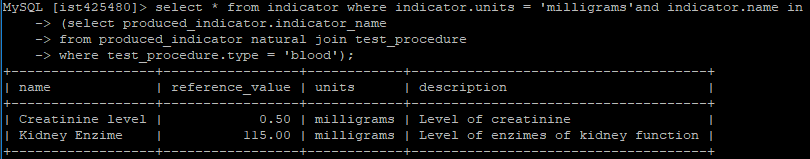 MySQL [ist425480]> select * from indicator where indicator.units = 'milligrams'and indicator.name in
    -> (select produced_indicator.indicator_name
    -> from produced_indicator natural join test_procedure
    -> where test_procedure.type = 'blood');
+------------------+-----------------+------------+--------------------------------------+
| name             | reference_value | units      | description                          |
+------------------+-----------------+------------+--------------------------------------+
| Creatinine level |            0.50 | milligrams | Level of creatinine                  |
| Kidney Enzime    |          115.00 | milligrams | Level of enzimes of kidney function |
+------------------+-----------------+------------+--------------------------------------+